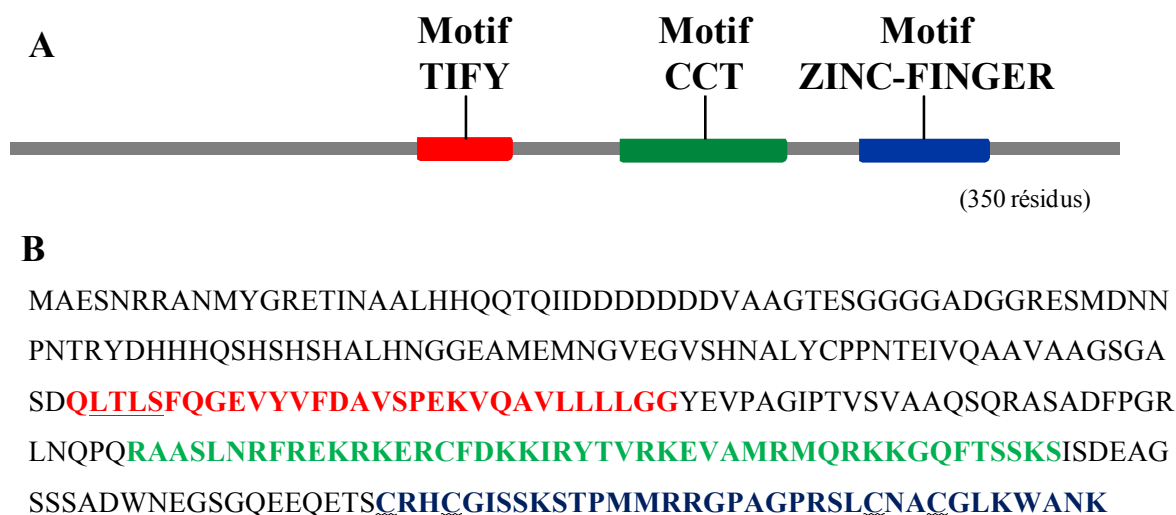 A
Motif
TIFY
Motif
CCT
Motif
ZINC-FINGER
(350 résidus)
B
MAESNRRANMYGRETINAALHHQQTQIIDDDDDDDVAAGTESGGGGADGGRESMDNN
PNTRYDHHHQSHSHSHALHNGGEAMEMNGVEGVSHNALYCPPNTEIVQAAVAAGSGA
SDQLTLSFQGEVYVFDAVSPEKVQAVLLLLGGYEVPAGIPTVSVAAQSQRASADFPGR
LNQPQRAASLNRFREKRKERCFDKKIRYTVRKEVAMRMQRKKGQFTSSKSISDEAG
SSSADWNEGSGQEEQETSCRHCGISSKSTPMMRRGPAGPRSLCNACGLKWANK